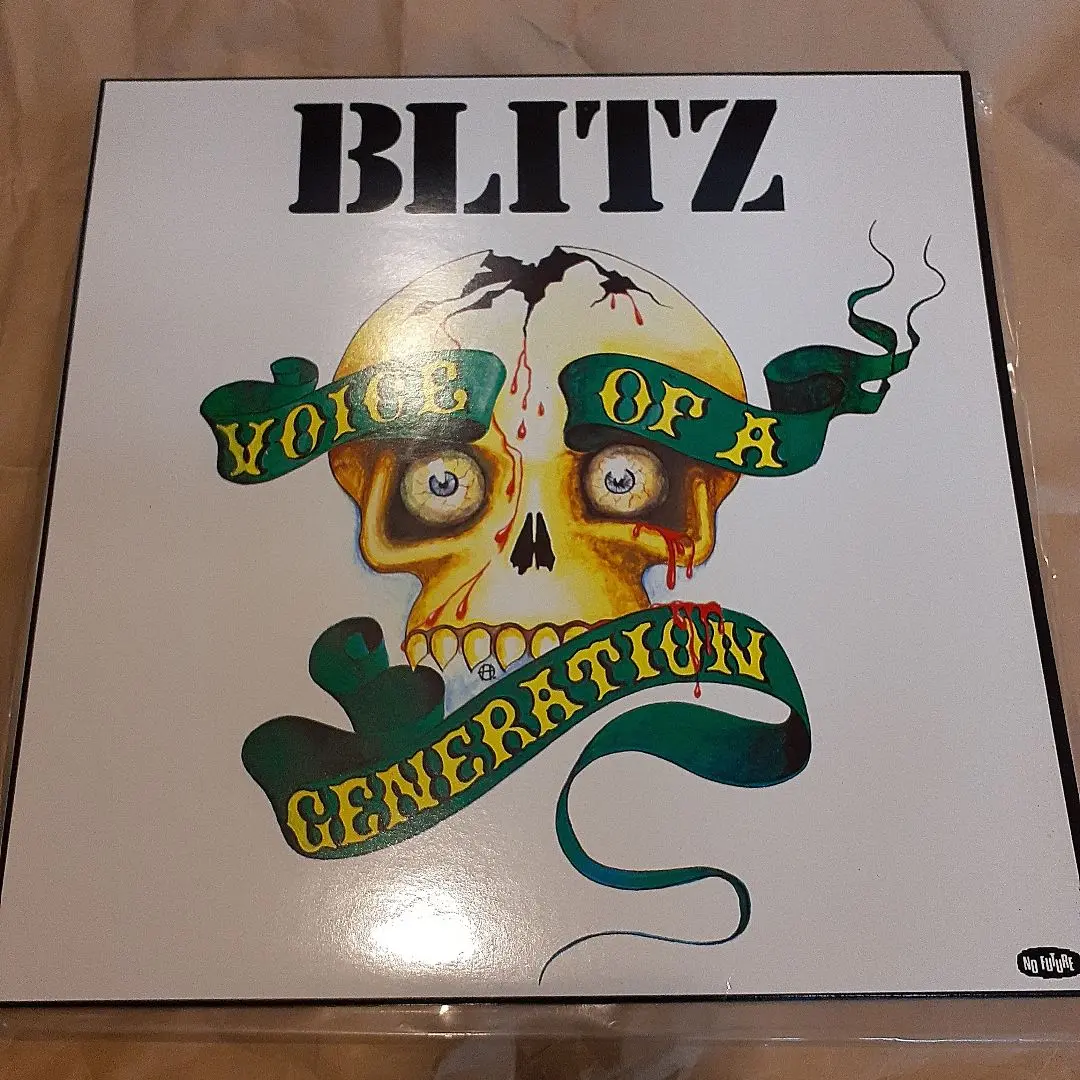 BLITZ
VOICE OF A
GENERATION
NO FUTURE